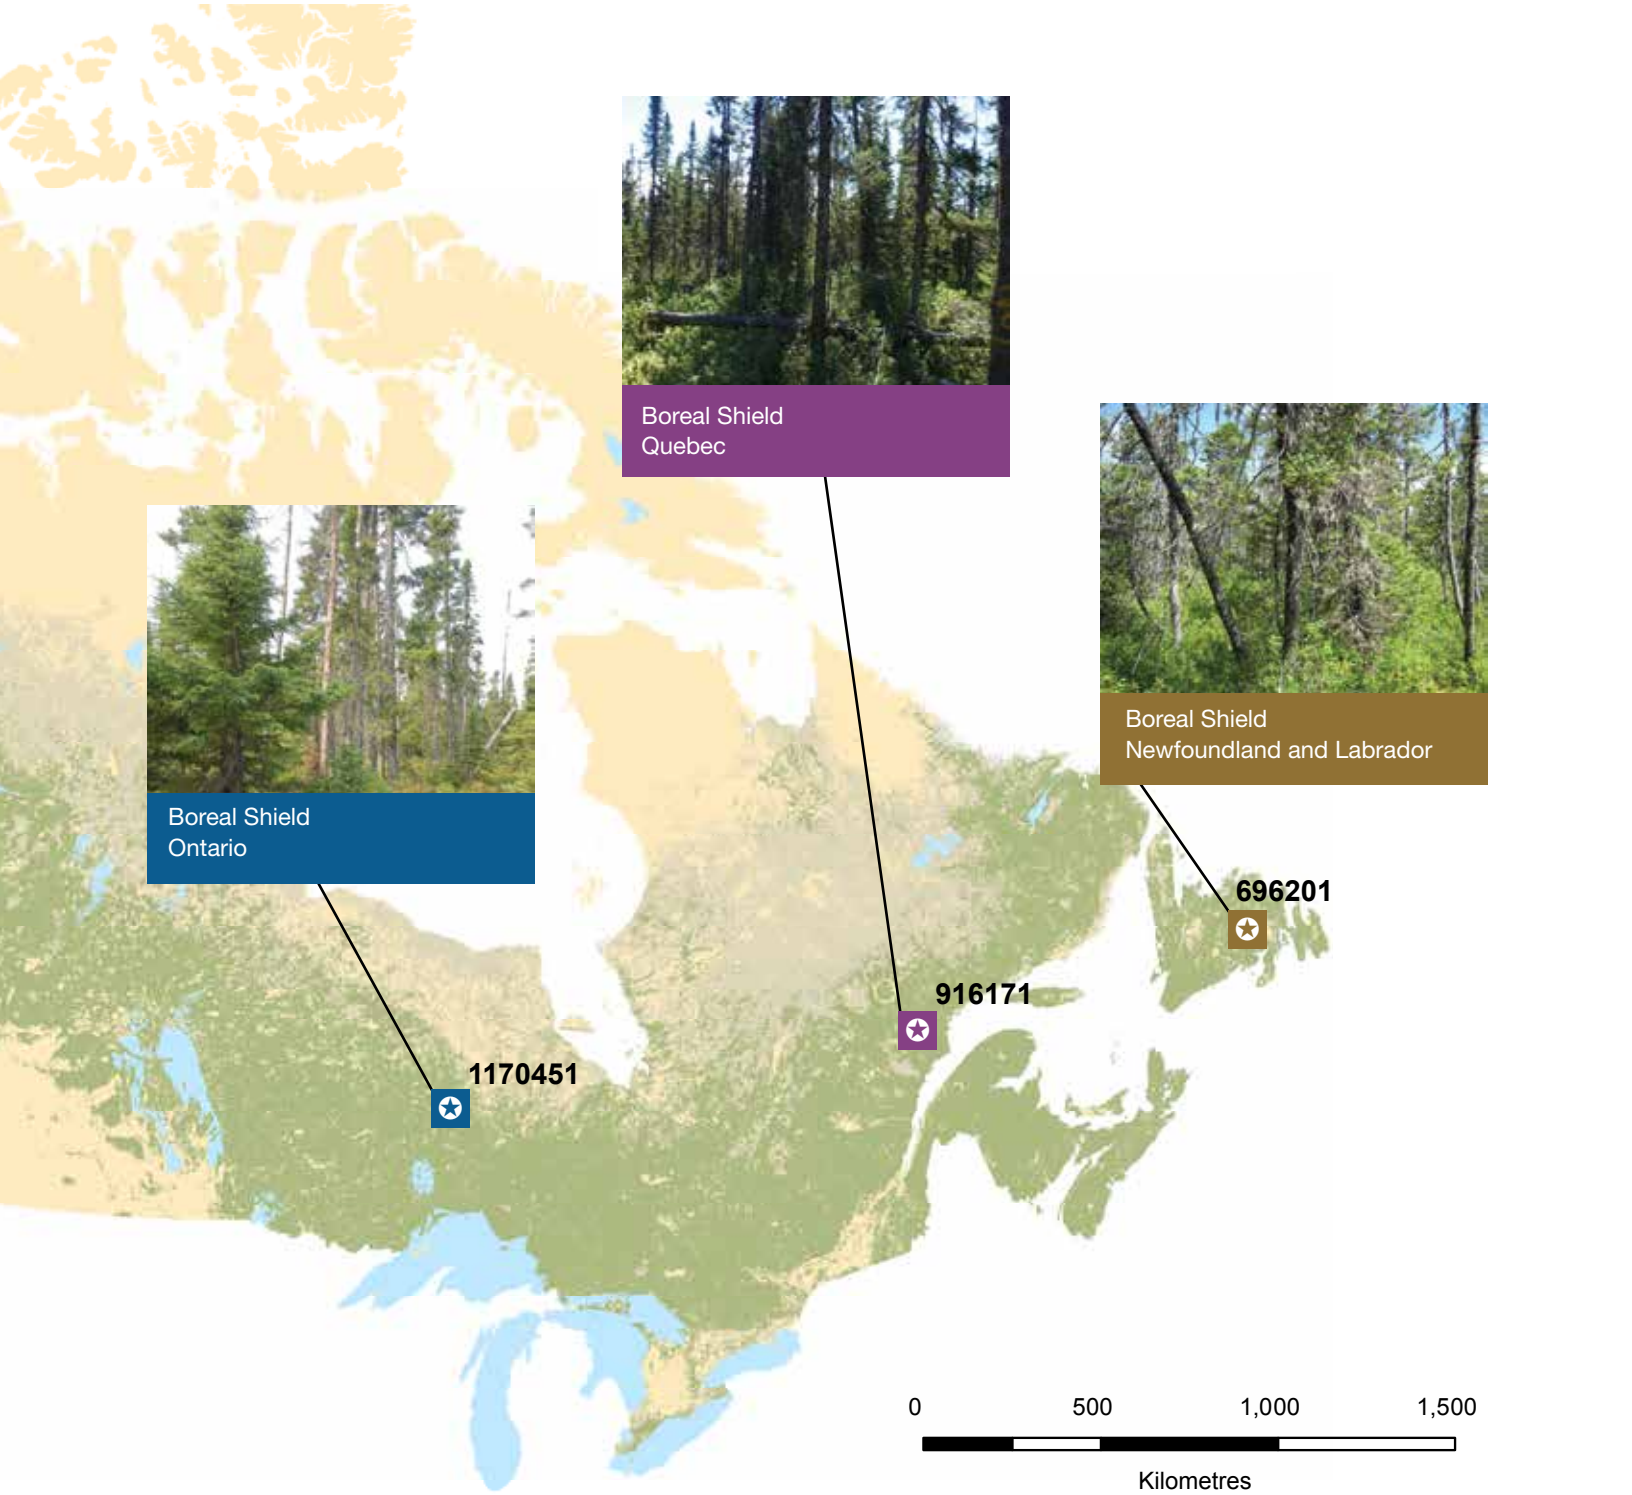 Boreal Shield
Quebec
Boreal Shield
Newfoundland and Labrador
Boreal Shield
Ontario
696201
916171
1170451
0 500 1,000 1,500
Kilometres